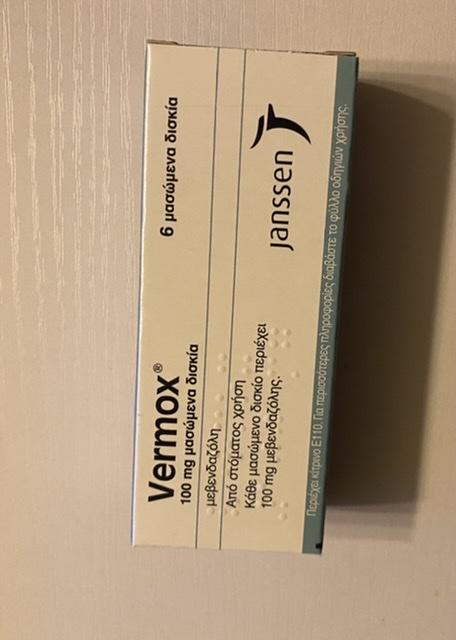 Vermox®
100 mg μασώμενα δισκία
6 μασώμενα δισκία
μεβενδαζόλη
Από στόματος χρήση
Κάθε μασώμενο δισκίο περιέχει
100 mg μεβενδαζόλης.
janssen
Περιέχει κίτρινο E110. Για περισσότερες πληροφορίες διαβάστε το φύλλο οδηγιών χρήσης.